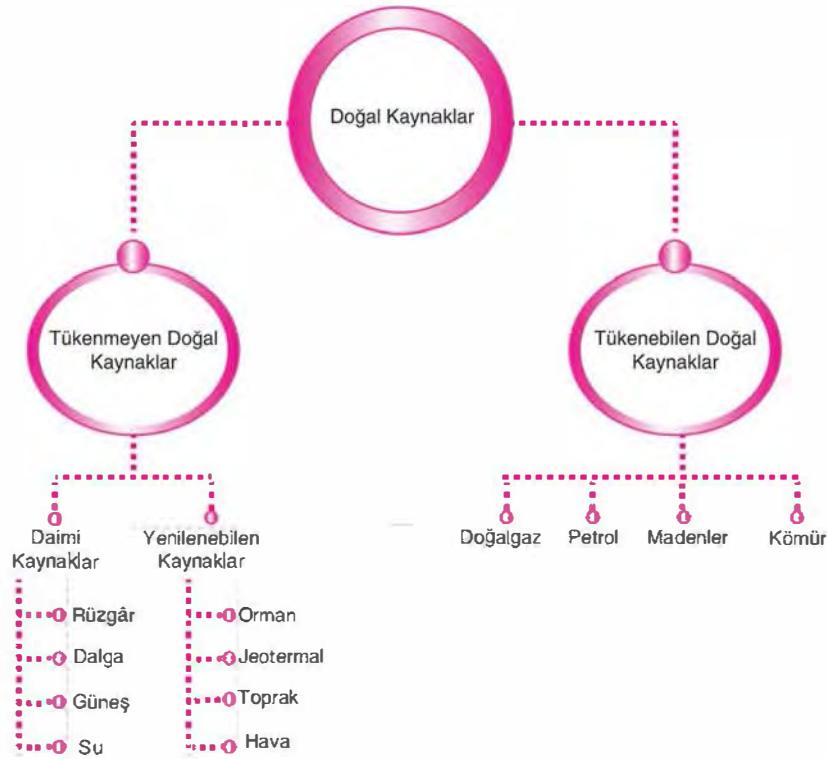 Doğal Kaynaklar
Tükenmeyen Doğal
Kaynaklar
Tükenebilen Doğal
Kaynaklar
Daimi
Kaynaklar
Yenilenebilen
Kaynaklar
Doğalgaz
Petrol
Madenler
Kömür
Rüzgâr
Dalga
Güneş
Su
Orman
Jeotermal
Toprak
Hava